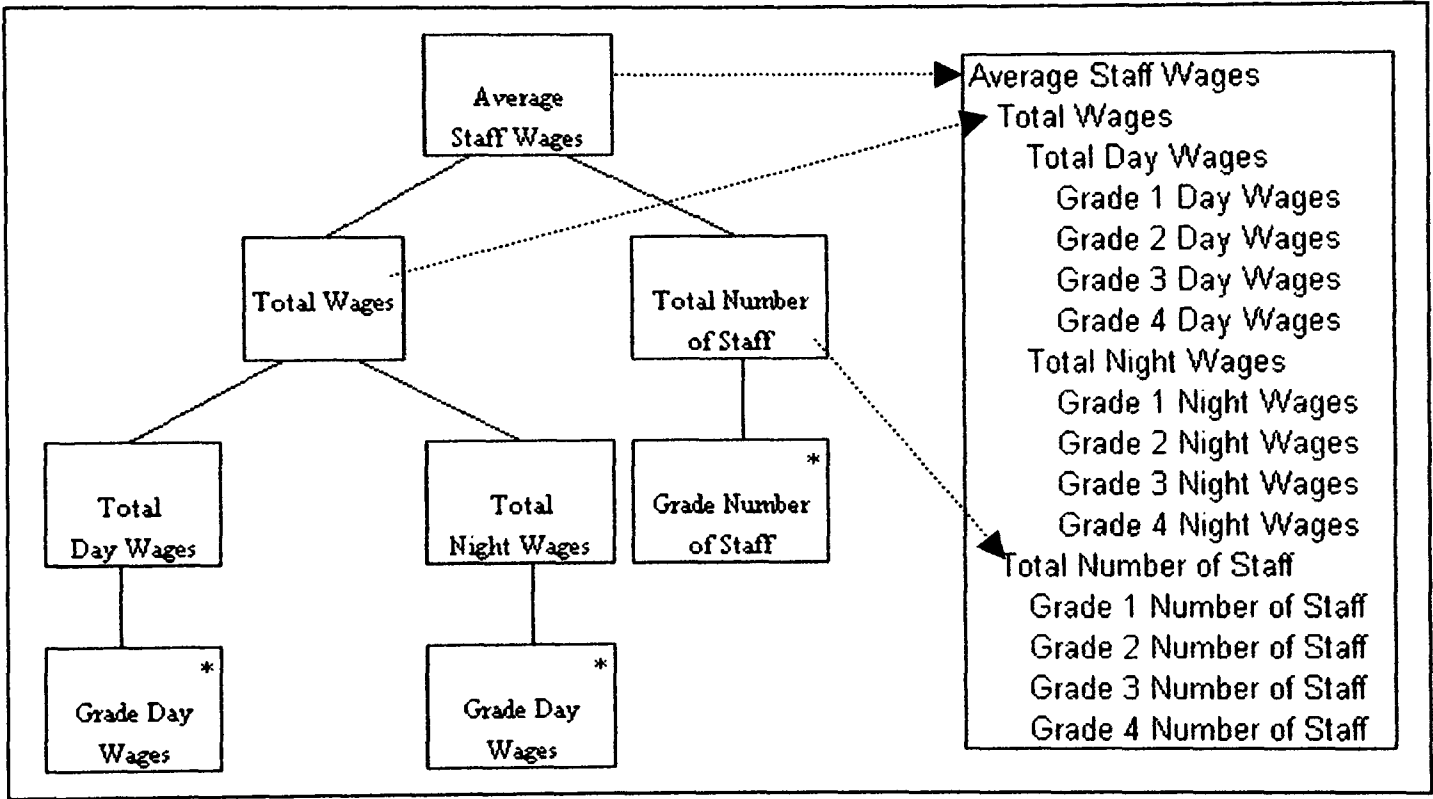 Average
Staff Wages
Total Wages
Total Number
of Staff
Total
Day Wages
Total
Night Wages
*
Grade Number
of Staff
*
Grade Day
Wages
*
Grade Day
Wages
Average Staff Wages
Total Wages
Total Day Wages
Grade 1 Day Wages
Grade 2 Day Wages
Grade 3 Day Wages
Grade 4 Day Wages
Total Night Wages
Grade 1 Night Wages
Grade 2 Night Wages
Grade 3 Night Wages
Grade 4 Night Wages
Total Number of Staff
Grade 1 Number of Staff
Grade 2 Number of Staff
Grade 3 Number of Staff
Grade 4 Number of Staff